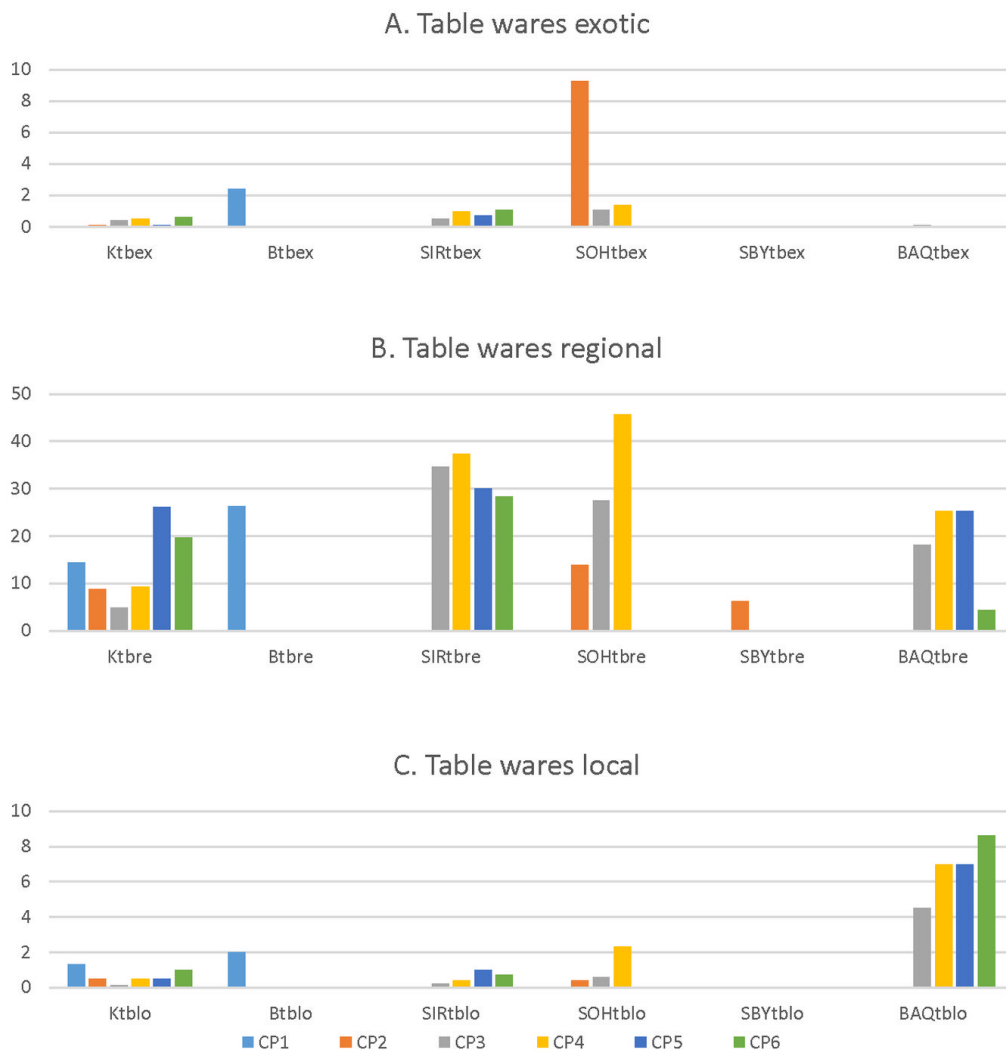 A. Table wares exotic
10
8
6
4
2
0
Ktbex Btbex SIRtbex SOHtbex SBYtbex BAQtbex
B. Table wares regional
50
40
30
20
10
0
Ktbre Btbre SIRtbre SOHtbre SBYtbre BAQtbre
C. Table wares local
10
8
6
4
2
0
Ktblo Btblo SIRtblo SOHtblo SBYtblo BAQtblo
CP1 CP2 CP3 CP4 CP5 CP6